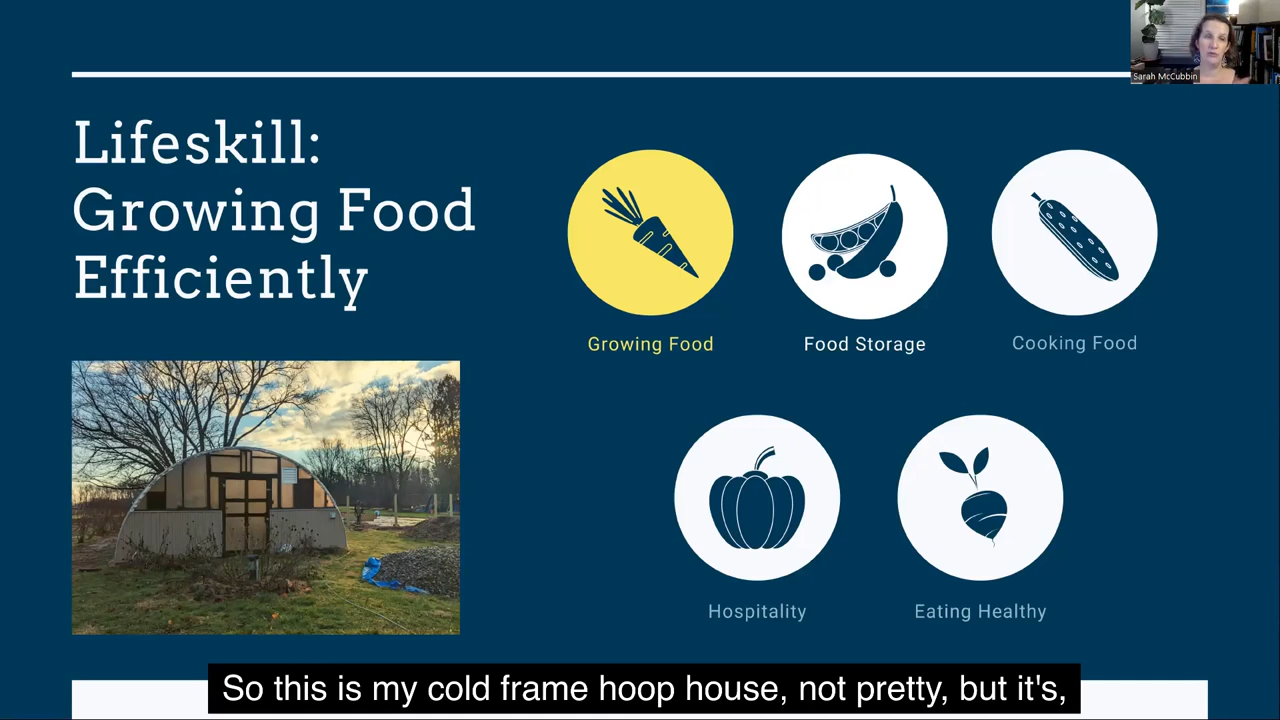 Sarah McCubbin
Lifeskill:
Growing Food
Efficiently
Growing Food
Food Storage
Cooking Food
Hospitality
Eating Healthy
So this is my cold frame hoop house, not pretty, but it's,